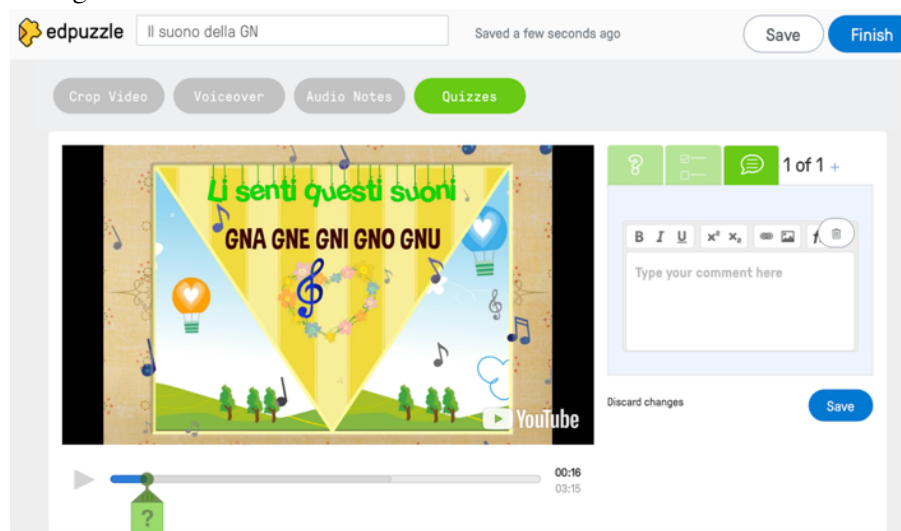 edpuzzle
Il suono della GN
Saved a few seconds ago
Save
Finish
Crop Video
Voiceover
Audio Notes
Quizzes
Li senti questi suoni
GNA GNE GNI GNO GNU
YouTube
00:16
03:15
?
?
1 of 1 +
B I U x² x₂
Type your comment here
Discard changes
Save